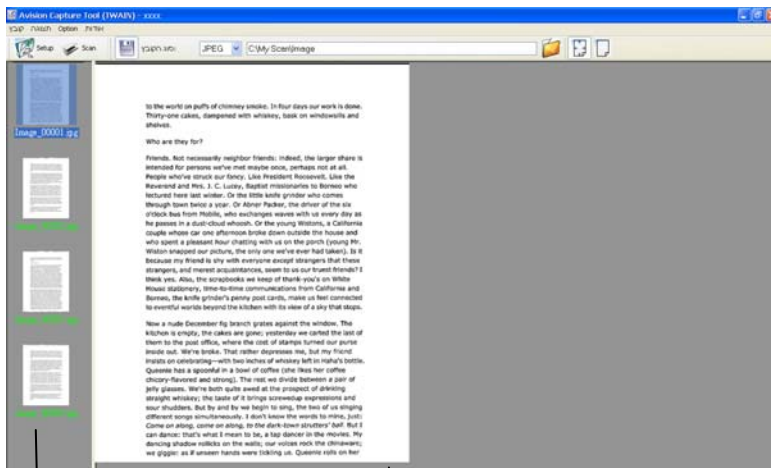 Avision Capture Tool (TWAIN) - xxxx
קובץ תצוגה Option אודות
Setup Scan סוג הקובץ: JPEG C:\My Scan\Image
Image_00001.jpg
to the world on puffs of chimney smoke. In four days our work is done.
Thirty-one cakes, dampened with whiskey, bask on windowsills and
shelves.
Who are they for?
Friends. Not necessarily neighbor friends: indeed, the larger share is
intended for persons we've met maybe once, perhaps not at all.
People who've struck our fancy. Like President Roosevelt. Like the
Reverend and Mrs. J. C. Lucey, Baptist missionaries to Borneo who
lectured here last winter. Or the little knife grinder who comes
through town twice a year. Or Abner Packer, the driver of the six
o'clock bus from Mobile, who exchanges waves with us every day as
he passes in a dust-cloud whoosh. Or the young Wistons, a California
couple whose car one afternoon broke down outside the house and
who spent a pleasant hour chatting with us on the porch (young Mr.
Wiston snapped our picture, the only one we've ever had taken). Is it
because my friend is shy with everyone except strangers that these
strangers, and merest acquaintances, seem to us our truest friends? I
think yes. Also, the scrapbooks we keep of thank-you's on White
House stationery, time-to-time communications from California and
Borneo, the knife grinder's penny post cards, make us feel connected
to eventful worlds beyond the kitchen with its view of a sky that stops.
Now a nude December fig branch grates against the window. The
kitchen is empty, the cakes are gone; yesterday we carted the last of
them to the post office, where the cost of stamps turned our purse
inside out. We're broke. That rather depresses me, but my friend
insists on celebrating—with two inches of whiskey left in Haha's bottle.
Queenie has a spoonful in a bowl of coffee (she likes her coffee
chicory-flavored and strong). The rest we divide between a pair of
jelly glasses. We're both quite awed at the prospect of drinking
straight whiskey; the taste of it brings screwedup expressions and
sour shudders. But by and by we begin to sing, the two of us singing
different songs simultaneously. I don't know the words to mine, just:
Come on along, come on along, to the dark-town strutters' ball. But I
can dance: that's what I mean to be, a tap dancer in the movies. My
dancing shadow rollicks on the walls; our voices rock the chinaware;
we giggle: as if unseen hands were tickling us. Queenie rolls on her